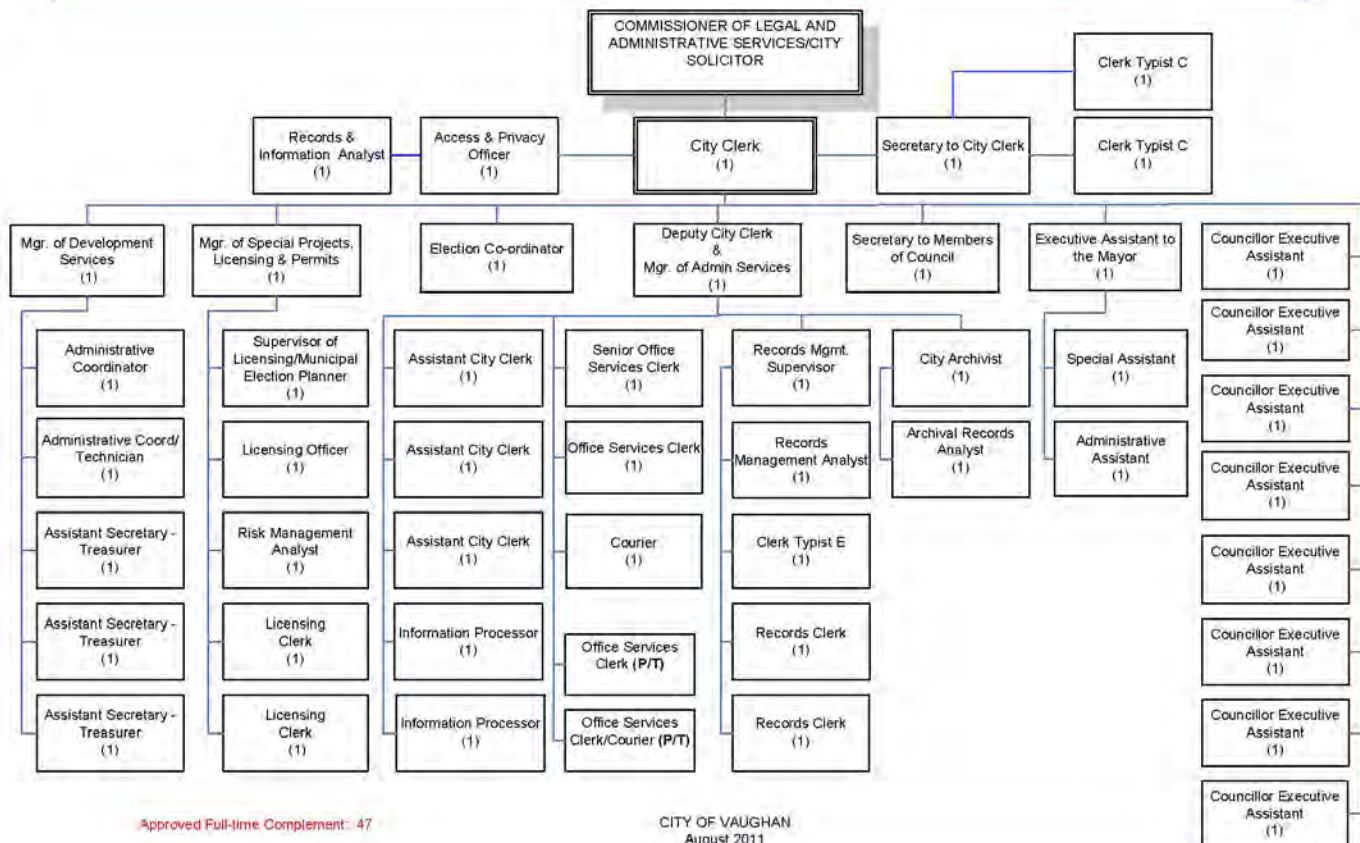 COMMISSIONER OF LEGAL AND
ADMINISTRATIVE SERVICES/CITY
SOLICITOR
Clerk Typist C
(1)
Records &
Information Analyst
(1)
Access & Privacy
Officer
(1)
City Clerk
(1)
Secretary to City Clerk
(1)
Clerk Typist C
(1)
Mgr. of Development
Services
(1)
Mgr. of Special Projects,
Licensing & Permits
(1)
Election Co-ordinator
(1)
Deputy City Clerk
&
Mgr. of Admin Services
(1)
Secretary to Members
of Council
(1)
Executive Assistant to
the Mayor
(1)
Councillor Executive
Assistant
(1)
Administrative
Coordinator
(1)
Administrative Coord/
Technician
(1)
Assistant Secretary -
Treasurer
(1)
Assistant Secretary -
Treasurer
(1)
Assistant Secretary -
Treasurer
(1)
Supervisor of
Licensing/Municipal
Election Planner
(1)
Licensing Officer
(1)
Risk Management
Analyst
(1)
Licensing
Clerk
(1)
Licensing
Clerk
(1)
Assistant City Clerk
(1)
Assistant City Clerk
(1)
Assistant City Clerk
(1)
Information Processor
(1)
Information Processor
(1)
Senior Office
Services Clerk
(1)
Office Services Clerk
(1)
Courier
(1)
Office Services
Clerk (P/T)
Office Services
Clerk/Courier (P/T)
Records Mgmt.
Supervisor
(1)
Records
Management Analyst
(1)
Clerk Typist E
(1)
Records Clerk
(1)
Records Clerk
(1)
City Archivist
(1)
Archival Records
Analyst
(1)
Special Assistant
(1)
Administrative
Assistant
(1)
Councillor Executive
Assistant
(1)
Councillor Executive
Assistant
(1)
Councillor Executive
Assistant
(1)
Councillor Executive
Assistant
(1)
Councillor Executive
Assistant
(1)
Councillor Executive
Assistant
(1)
Councillor Executive
Assistant
(1)
Approved Full-time Complement: 47
CITY OF VAUGHAN
August 2011